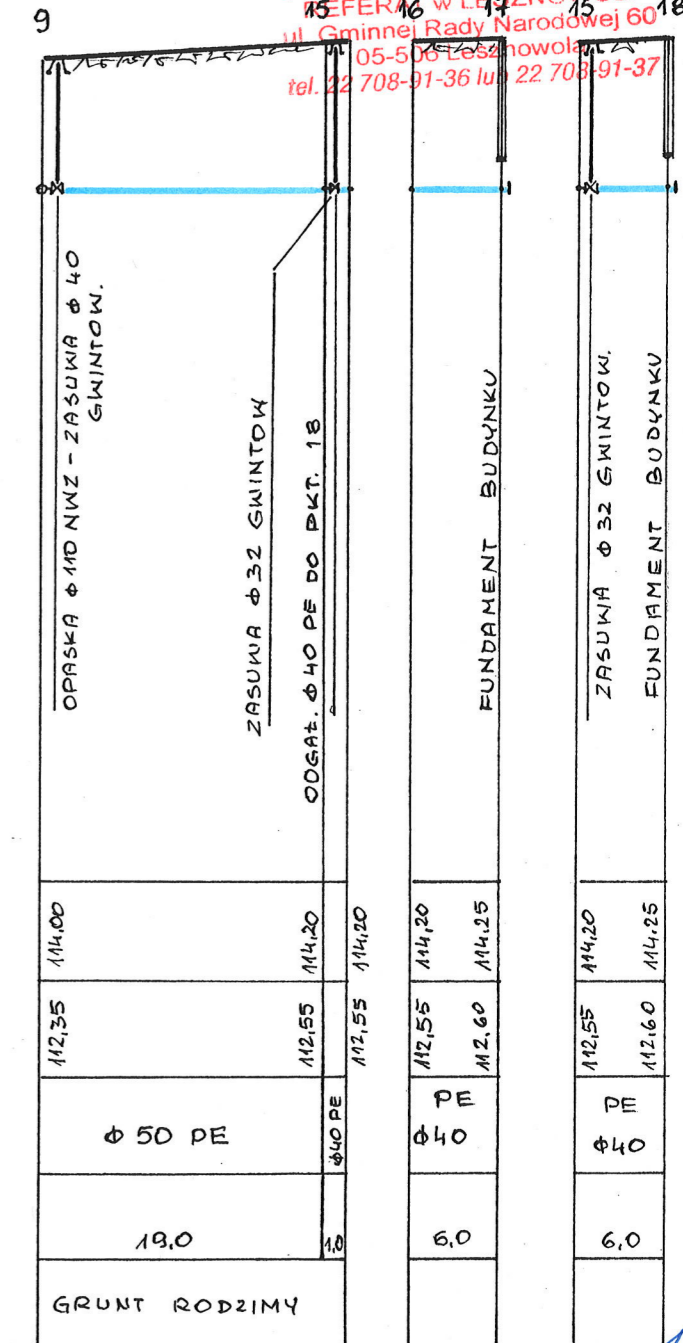 9 15 16 17 15 18
REFERAT w LESZNO
ul. Gminnej Rady Narodowej 60
05-506 Lesznowola
tel. 22 708-91-36 lub 22 708-91-37
OPASKA Φ110 NWZ - ZASUWA Φ 40
GWINTOW.
ZASUWA Φ32 GWINTOW
ODGAŁ. Φ40 PE DO PKT. 18
FUNDAMENT BUDYNKU
ZASUWA Φ32 GWINTOW.
FUNDAMENT BUDYNKU
114,00 114,20 114,20 114,20 114,25 114,20 114,25
112,35 112,55 112,55 112,55 112,60 112,55 112,60
Φ 50 PE
Φ40 PE
PE
Φ40
PE
Φ40
19,0 1,0 6,0 6,0
GRUNT RODZIMY